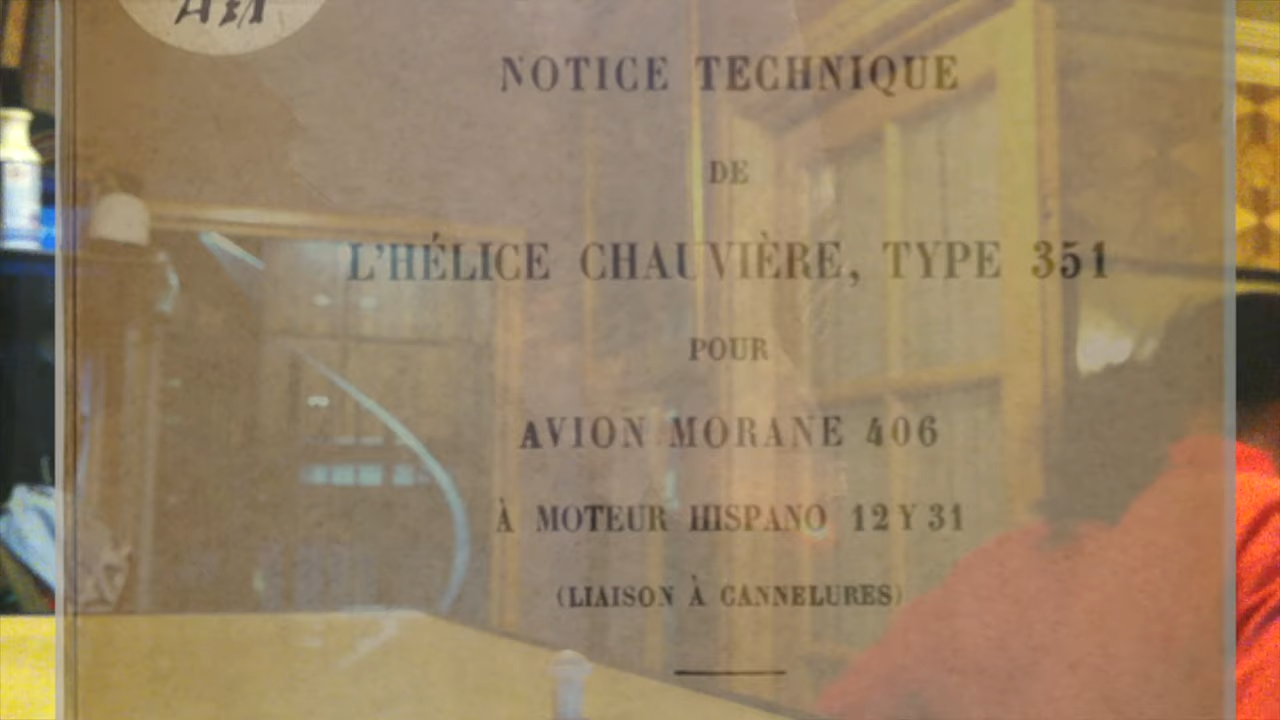 NOTICE TECHNIQUE
DE
L'HÉLICE CHAUVIÈRE, TYPE 351
POUR
AVION MORANE 406
À MOTEUR HISPANO 12 Y 31
(LIAISON À CANNELURES)